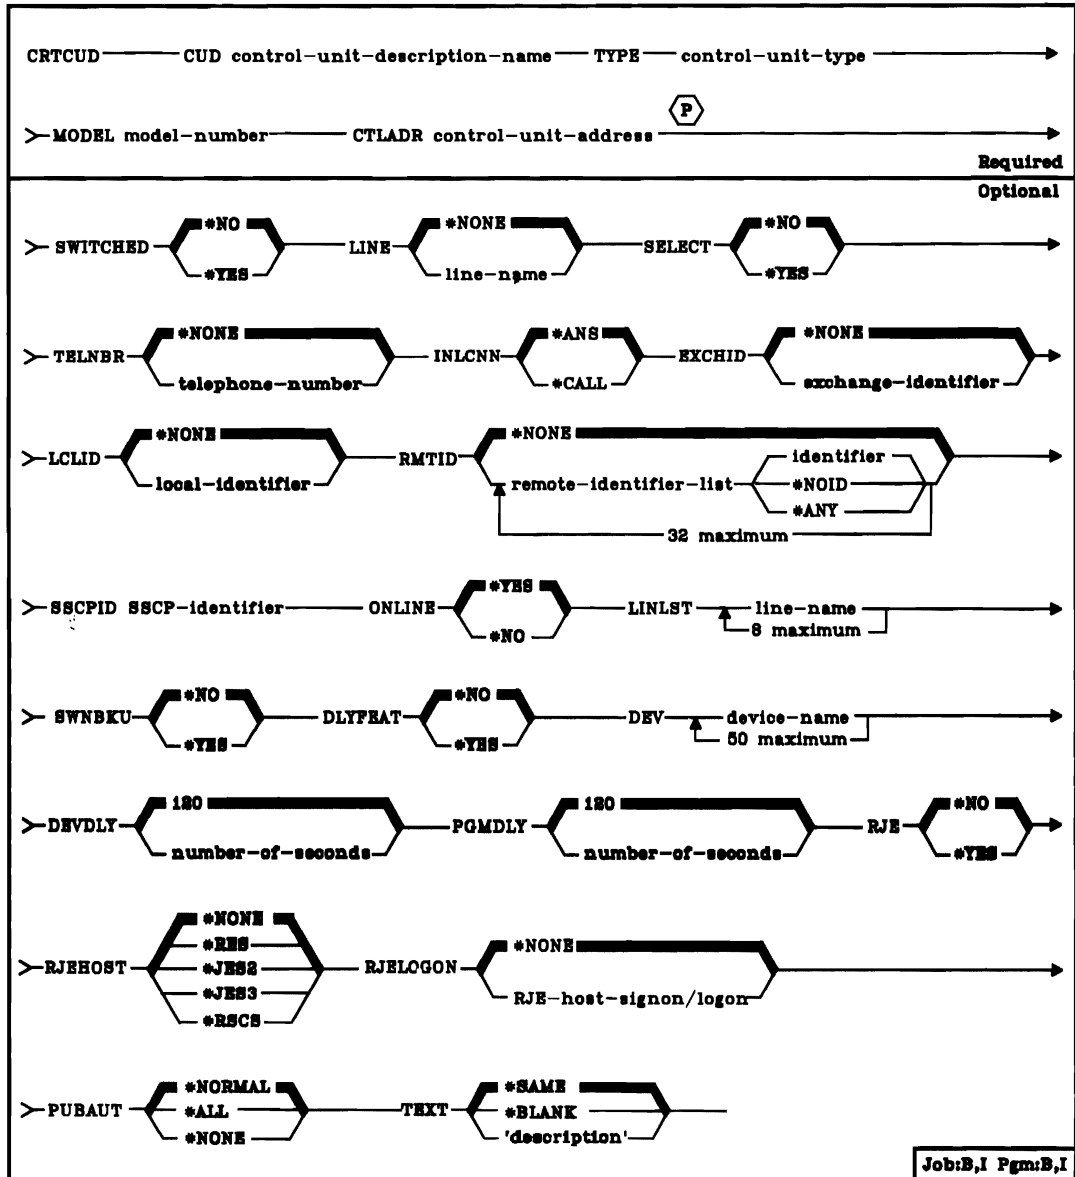 CRTCUD CUD control-unit-description-name TYPE control-unit-type
P
MODEL model-number CTLADR control-unit-address
Required
Optional
*NO *NONE *NO
SWITCHED LINE SELECT
*YES line-name *YES
*NONE *ANS *NONE
TELNBR INLCNN EXCHID
telephone-number *CALL exchange-identifier
*NONE *NONE
identifier
LCLID RMTID
local-identifier remote-identifier-list *NOID
*ANY
32 maximum
*YES
SSCPID SSCP-identifier ONLINE LINLST line-name
*NO 8 maximum
*NO *NO
SWNBKU DLYFEAT DEV device-name
*YES *YES 50 maximum
120 120 *NO
DEVDLY PGMDLY RJE
number-of-seconds number-of-seconds *YES
*NONE
*RES *NONE
RJEHOST *JES2 RJELOGON
*JES3 RJE-host-signon/logon
*RSCS
*NORMAL *SAME
PUBAUT *ALL TEXT *BLANK
*NONE 'description'
Job:B,I Pgm:B,I